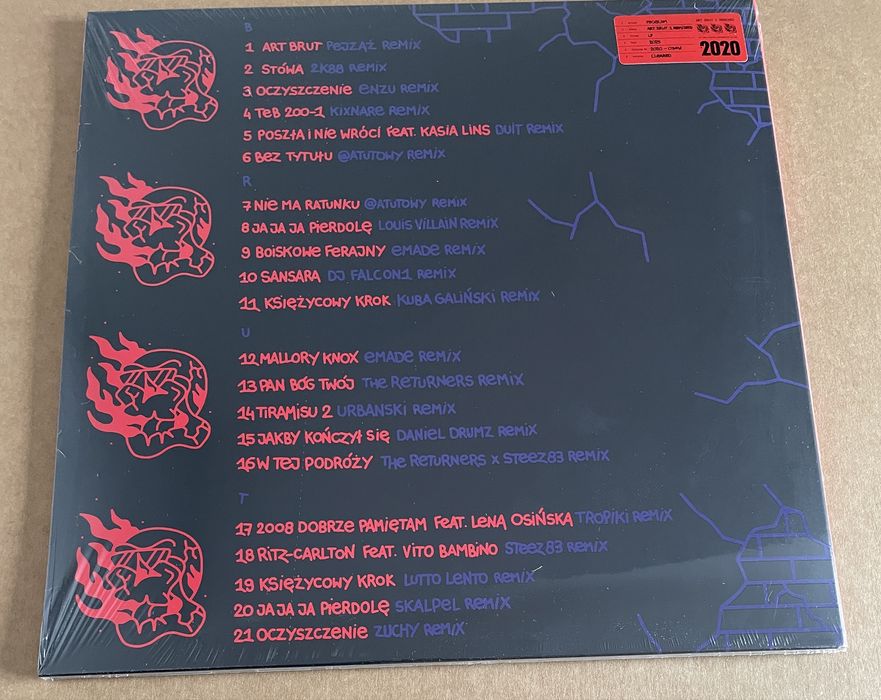 B
1 ART BRUT PEJZAŻ REMIX
2 STÓWA 2K88 REMIX
3 OCZYSZCZENIE ENZU REMIX
4 TEB 200-1 KIXNARE REMIX
5 POSZŁA I NIE WRÓCI FEAT. KASIA LINS DUIT REMIX
6 BEZ TYTUŁU @ATUTOWY REMIX
R
7 NIE MA RATUNKU @ATUTOWY REMIX
8 JA JA JA PIERDOLĘ LOUIS VILLAIN REMIX
9 BOISKOWE FERAJNY EMADE REMIX
10 SANSARA DJ FALCON1 REMIX
11 KSIĘŻYCOWY KROK KUBA GALIŃSKI REMIX
U
12 MALLORY KNOX EMADE REMIX
13 PAN BÓG TWÓJ THE RETURNERS REMIX
14 TIRAMISU 2 URBANSKI REMIX
15 JAKBY KOŃCZYŁ SIĘ DANIEL DRUMZ REMIX
16 W TEJ PODRÓŻY THE RETURNERS X STEEZ83 REMIX
T
17 2008 DOBRZE PAMIĘTAM FEAT. LENA OSIŃSKA TROPIKI REMIX
18 RITZ-CARLTON FEAT. VITO BAMBINO STEEZ83 REMIX
19 KSIĘŻYCOWY KROK LUTTO LENTO REMIX
20 JA JA JA PIERDOLĘ SKALPEL REMIX
21 OCZYSZCZENIE ZUCHY REMIX
PRO8L3M
ART BRUT 2 REMIXED
LP
2020